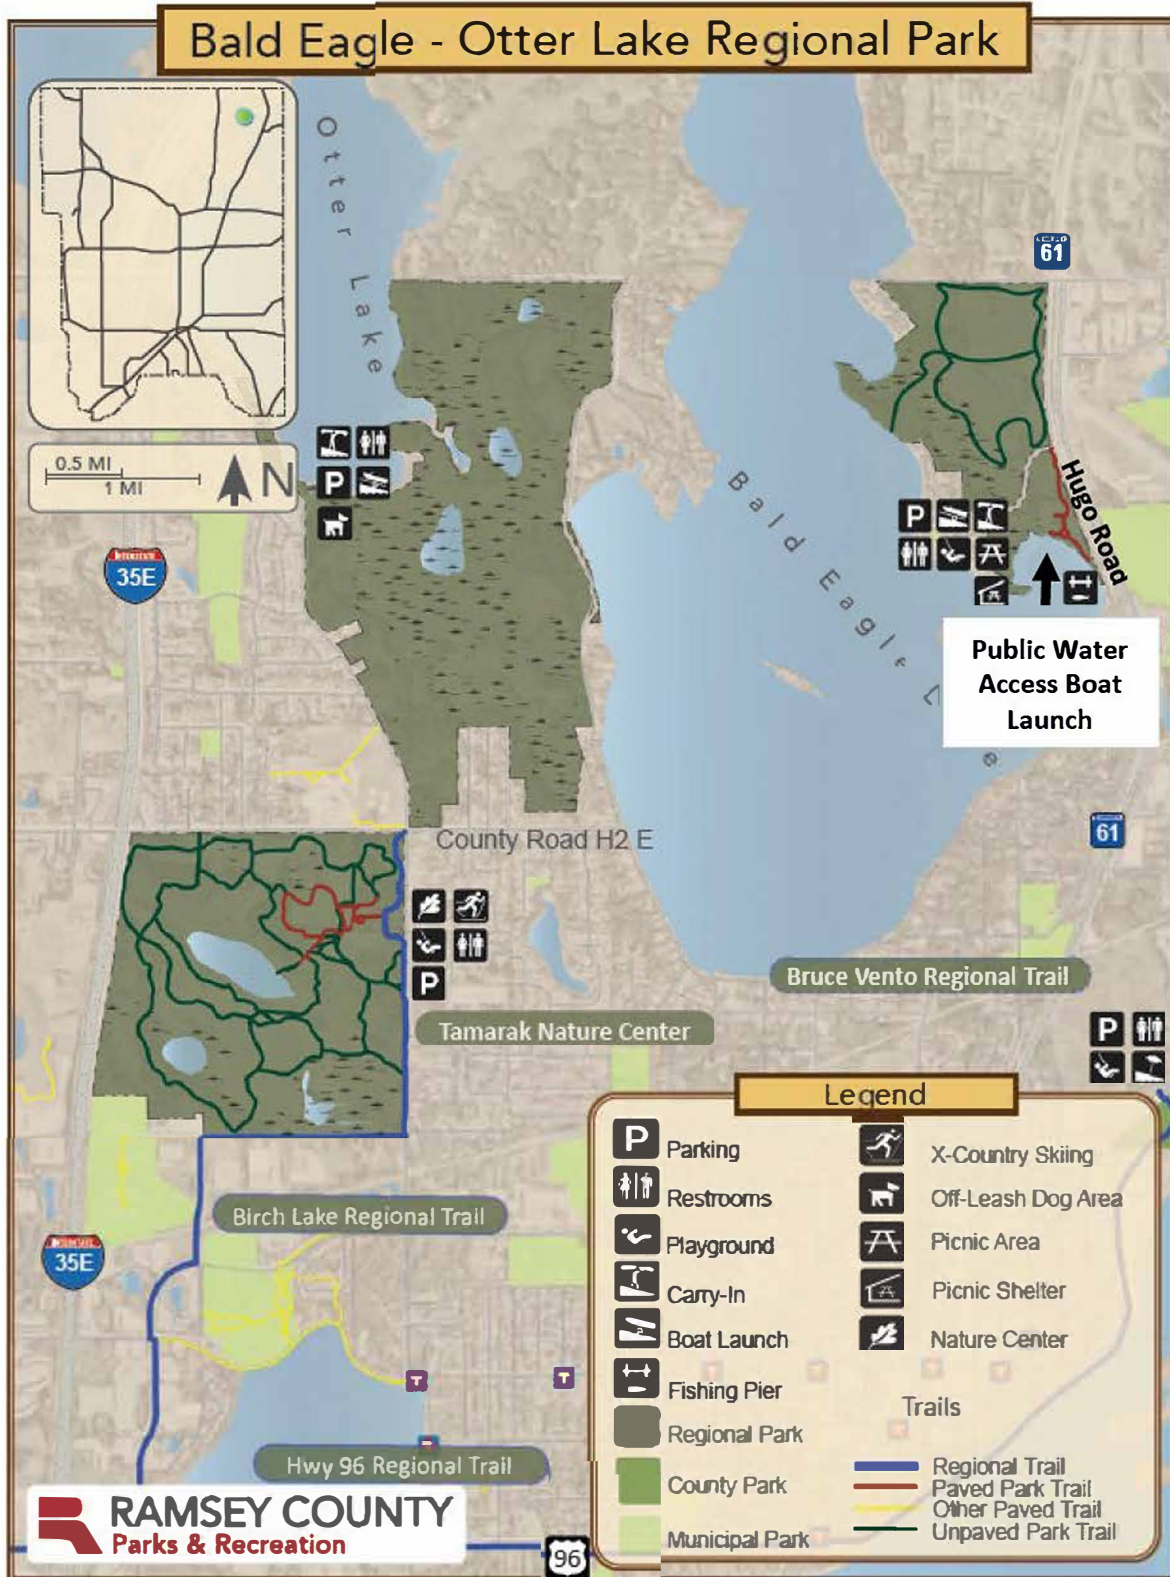 Bald Eagle - Otter Lake Regional Park
Otter Lake
61
0.5 MI
1 MI
N
P
35E
Bald Eagle L e
P
Hugo Road
Public Water
Access Boat
Launch
61
County Road H2 E
P
Bruce Vento Regional Trail
Tamarak Nature Center
P
Birch Lake Regional Trail
35E
T
T
Hwy 96 Regional Trail
RAMSEY COUNTY
Parks & Recreation
96
Legend
P Parking
Restrooms
Playground
Carry-In
Boat Launch
Fishing Pier
Regional Park
County Park
Municipal Park
X-Country Skiing
Off-Leash Dog Area
Picnic Area
Picnic Shelter
Nature Center
Trails
Regional Trail
Paved Park Trail
Other Paved Trail
Unpaved Park Trail